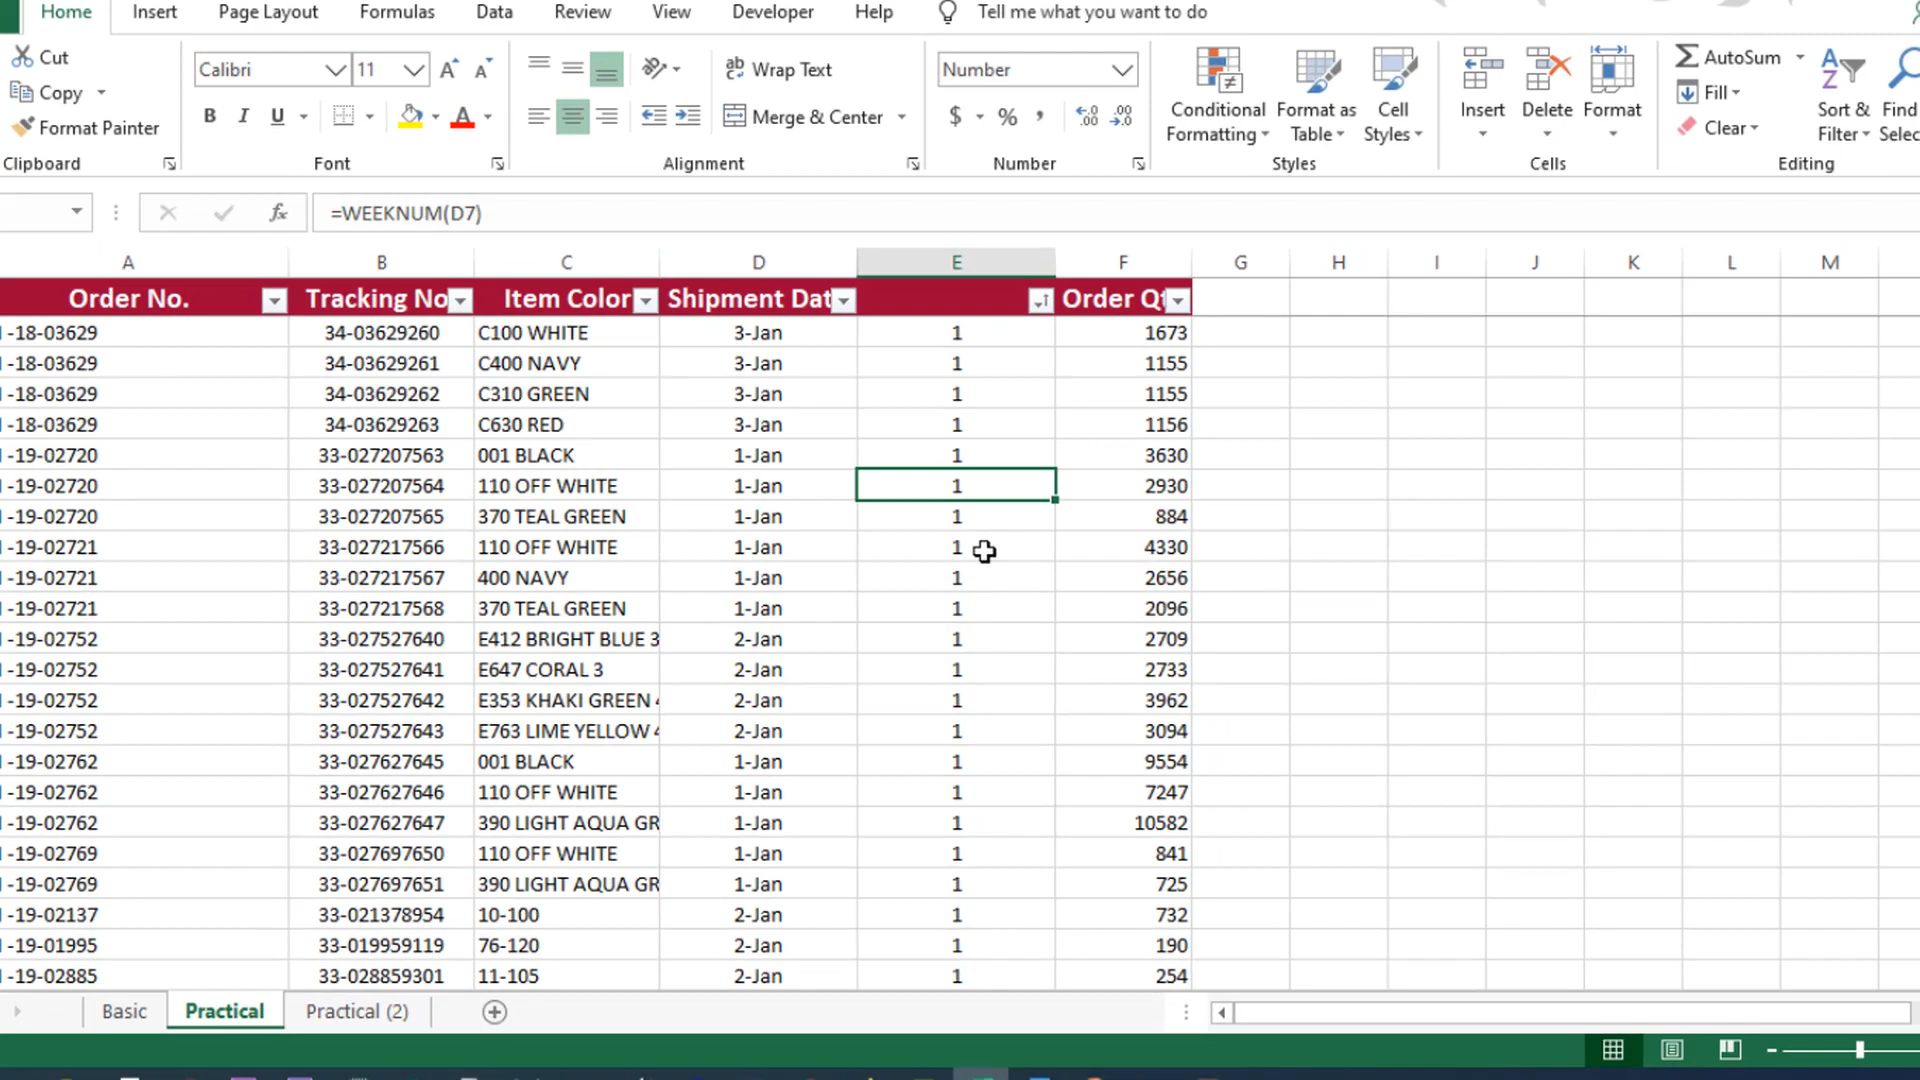 Home Insert Page Layout Formulas Data Review View Developer Help Tell me what you want to do
Cut
Copy
Format Painter
Clipboard
Calibri 11
B I U
Font
Wrap Text
Merge & Center
Alignment
Number
$ % ,
Number
Conditional Formatting
Format as Table
Cell Styles
Styles
Insert Delete Format
Cells
AutoSum
Fill
Clear
Sort & Filter
Find
Editing
=WEEKNUM(D7)
A B C D E F G H I J K L M
Order No. Tracking No Item Color Shipment Dat Order Qt
-18-03629 34-03629260 C100 WHITE 3-Jan 1 1673
-18-03629 34-03629261 C400 NAVY 3-Jan 1 1155
-18-03629 34-03629262 C310 GREEN 3-Jan 1 1155
-18-03629 34-03629263 C630 RED 3-Jan 1 1156
-19-02720 33-027207563 001 BLACK 1-Jan 1 3630
-19-02720 33-027207564 110 OFF WHITE 1-Jan 1 2930
-19-02720 33-027207565 370 TEAL GREEN 1-Jan 1 884
-19-02721 33-027217566 110 OFF WHITE 1-Jan 1 4330
-19-02721 33-027217567 400 NAVY 1-Jan 1 2656
-19-02721 33-027217568 370 TEAL GREEN 1-Jan 1 2096
-19-02752 33-027527640 E412 BRIGHT BLUE 3 2-Jan 1 2709
-19-02752 33-027527641 E647 CORAL 3 2-Jan 1 2733
-19-02752 33-027527642 E353 KHAKI GREEN 2-Jan 1 3962
-19-02752 33-027527643 E763 LIME YELLOW 2-Jan 1 3094
-19-02762 33-027627645 001 BLACK 1-Jan 1 9554
-19-02762 33-027627646 110 OFF WHITE 1-Jan 1 7247
-19-02762 33-027627647 390 LIGHT AQUA GR 1-Jan 1 10582
-19-02769 33-027697650 110 OFF WHITE 1-Jan 1 841
-19-02769 33-027697651 390 LIGHT AQUA GR 1-Jan 1 725
-19-02137 33-021378954 10-100 2-Jan 1 732
-19-01995 33-019959119 76-120 2-Jan 1 190
-19-02885 33-028859301 11-105 2-Jan 1 254
Basic Practical Practical (2)